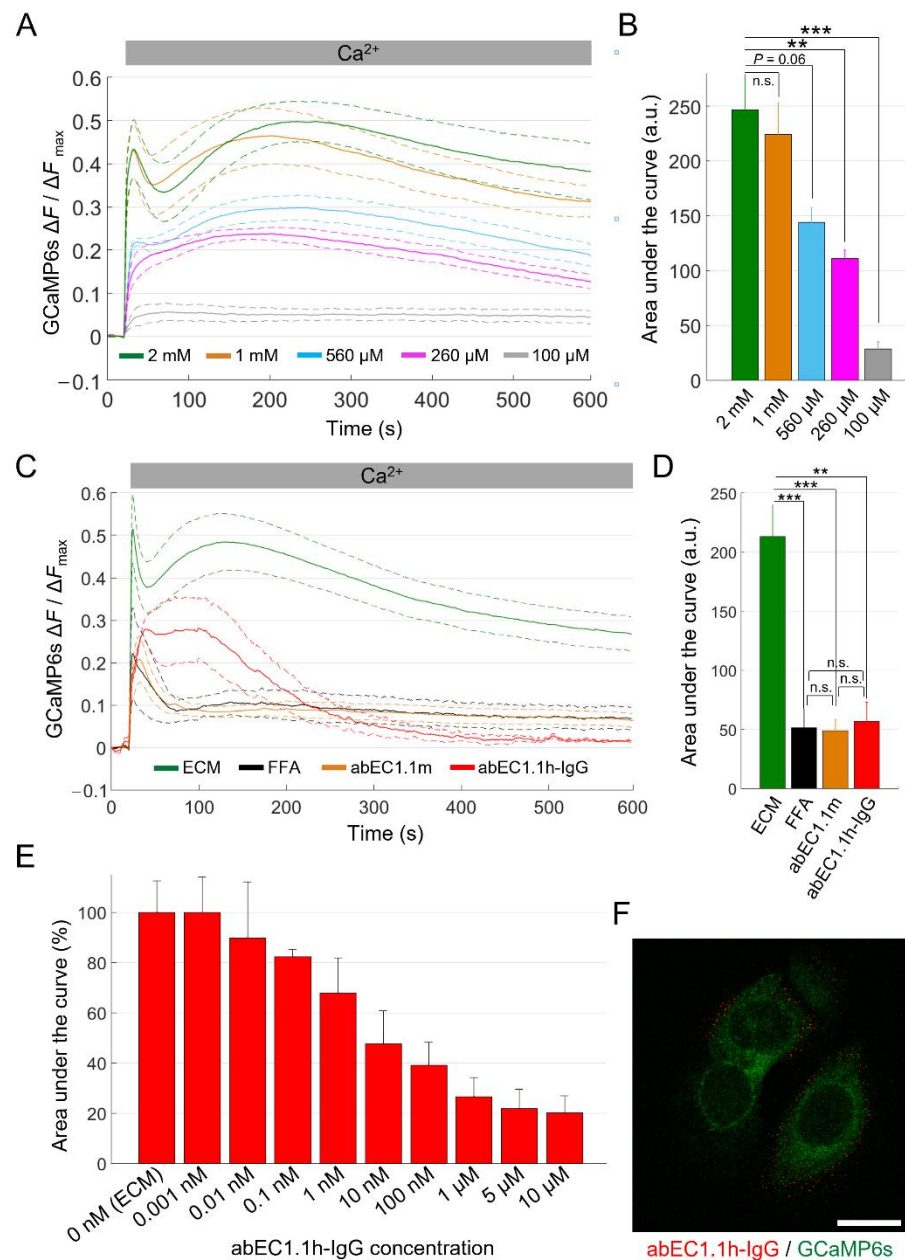 A
Ca²⁺
GCaMP6s ΔF / ΔFmax
0.6
0.5
0.4
0.3
0.2
0.1
0
−0.1
2 mM 1 mM 560 μM 260 μM 100 μM
0 100 200 300 400 500 600
Time (s)
B
***
**
P = 0.06
n.s.
Area under the curve (a.u.)
250
200
150
100
50
0
2 mM 1 mM 560 μM 260 μM 100 μM
C
Ca²⁺
GCaMP6s ΔF / ΔFmax
0.6
0.5
0.4
0.3
0.2
0.1
0
−0.1
ECM FFA abEC1.1m abEC1.1h-IgG
0 100 200 300 400 500 600
Time (s)
D
**
***
***
n.s.
n.s. n.s.
Area under the curve (a.u.)
250
200
150
100
50
0
ECM FFA abEC1.1m abEC1.1h-IgG
E
Area under the curve (%)
100
80
60
40
20
0
0 nM (ECM) 0.001 nM 0.01 nM 0.1 nM 1 nM 10 nM 100 nM 1 μM 5 μM 10 μM
abEC1.1h-IgG concentration
F
abEC1.1h-IgG / GCaMP6s